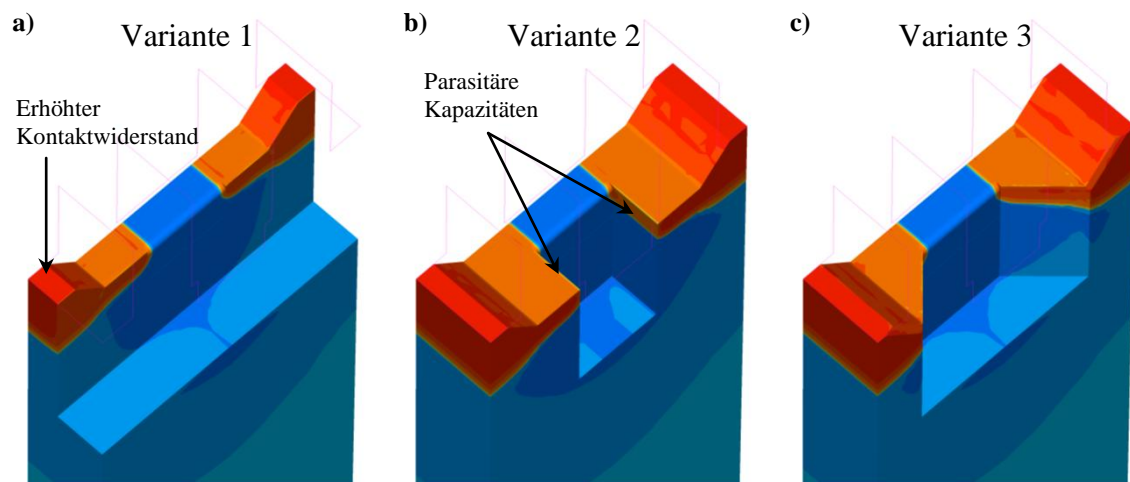 a)
Variante 1
b)
Variante 2
c)
Variante 3
Erhöhter
Kontaktwiderstand
Parasitäre
Kapazitäten